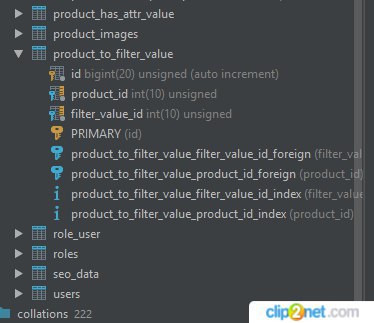 product_has_attr_value
product_images
product_to_filter_value
id bigint(20) unsigned (auto increment)
product_id int(10) unsigned
filter_value_id int(10) unsigned
PRIMARY (id)
product_to_filter_value_filter_value_id_foreign (filter_val
product_to_filter_value_product_id_foreign (product_id)
product_to_filter_value_filter_value_id_index (filter_value
product_to_filter_value_product_id_index (product_id)
role_user
roles
seo_data
users
collations 222
clip2net.com